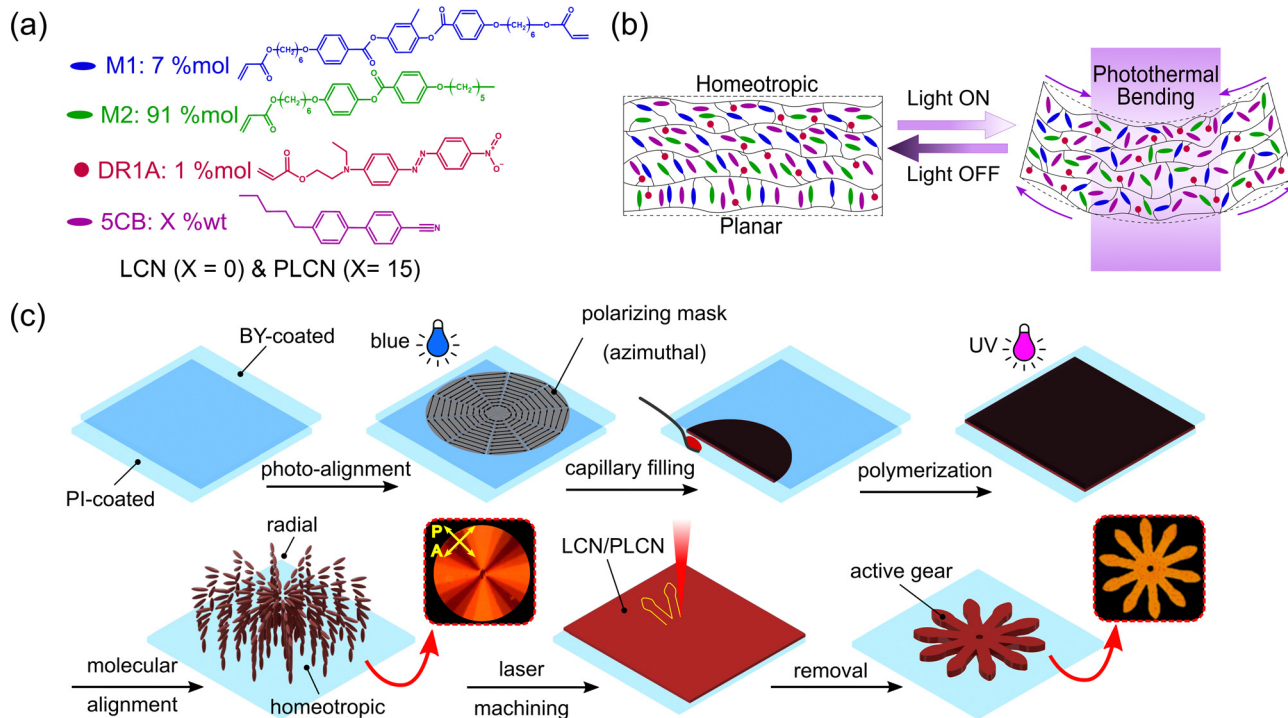 (a)
M1: 7 %mol
M2: 91 %mol
DR1A: 1 %mol
5CB: X %wt
LCN (X = 0) & PLCN (X= 15)
(b)
Homeotropic
Planar
Light ON
Light OFF
Photothermal
Bending
(c)
BY-coated
PI-coated
photo-alignment
blue
polarizing mask
(azimuthal)
capillary filling
polymerization
UV
molecular
alignment
radial
homeotropic
P
A
laser
machining
LCN/PLCN
removal
active gear